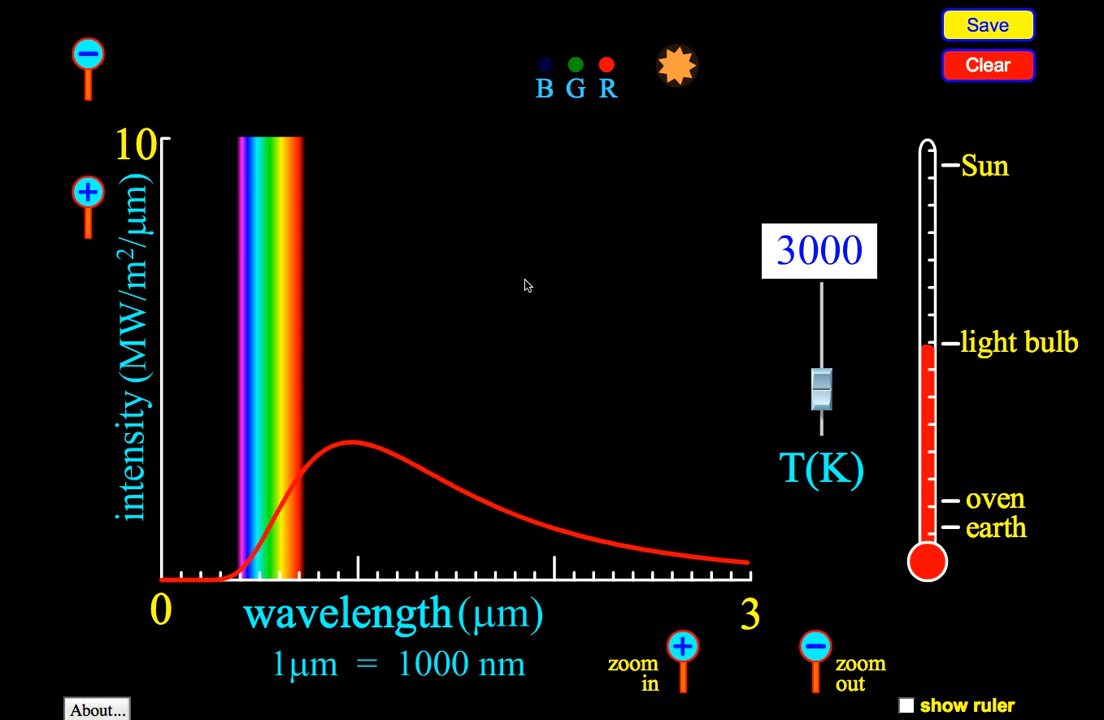 Save
Clear
B G R
10
intensity (MW/m²/μm)
Sun
3000
light bulb
T(K)
oven
earth
0
wavelength (μm)
3
1μm = 1000 nm
zoom
in
zoom
out
About...
show ruler